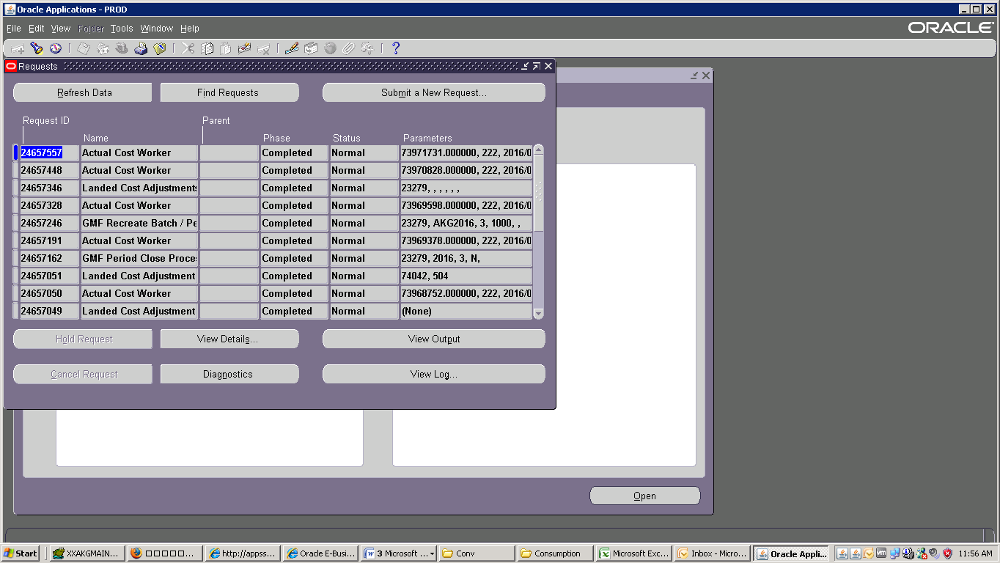 Oracle Applications - PROD
File Edit View Folder Tools Window Help
ORACLE
Requests
Refresh Data Find Requests Submit a New Request...
Request ID Parent
Name Phase Status Parameters
24657557 Actual Cost Worker Completed Normal 73971731.000000, 222, 2016/0
24657448 Actual Cost Worker Completed Normal 73970828.000000, 222, 2016/0
24657346 Landed Cost Adjustments Completed Normal 23279, , , , , ,
24657328 Actual Cost Worker Completed Normal 73969598.000000, 222, 2016/0
24657246 GMF Recreate Batch / Pe Completed Normal 23279, AKG2016, 3, 1000, ,
24657191 Actual Cost Worker Completed Normal 73969378.000000, 222, 2016/0
24657162 GMF Period Close Proce Completed Normal 23279, 2016, 3, N,
24657051 Landed Cost Adjustment Completed Normal 74042, 504
24657050 Actual Cost Worker Completed Normal 73968752.000000, 222, 2016/0
24657049 Landed Cost Adjustment Completed Normal (None)
Hold Request View Details... View Output
Cancel Request Diagnostics View Log...
Open
Start XXAKGMAIN... http://appss... Oracle E-Busi... 3 Microsoft ... Conv Consumption Microsoft Exc... Inbox - Micro... Oracle Appli... 11:56 AM